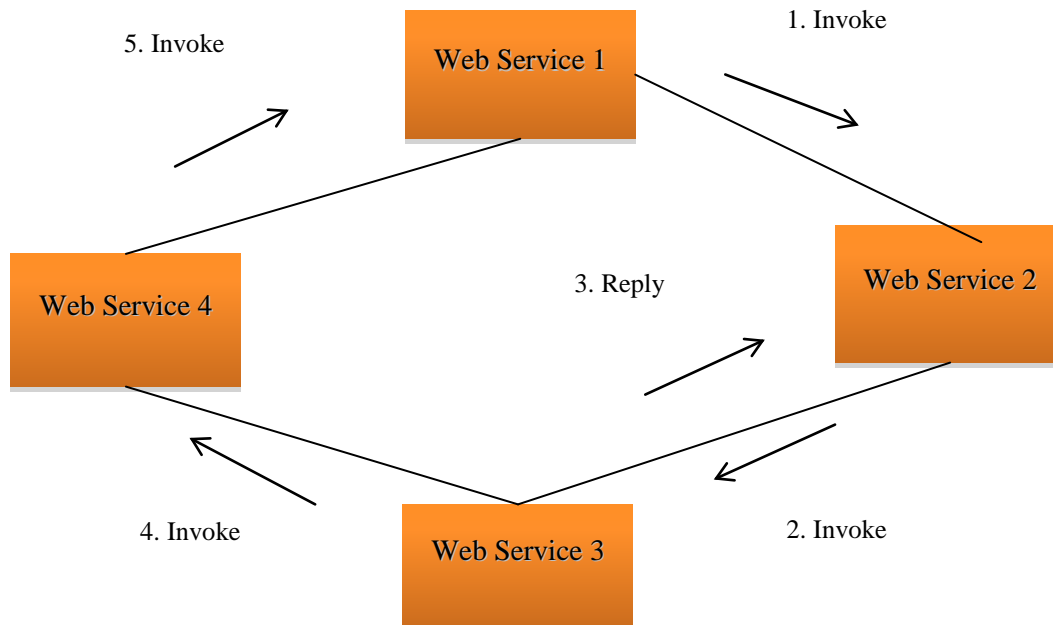 1. Invoke
5. Invoke
Web Service 1
Web Service 2
3. Reply
Web Service 4
2. Invoke
4. Invoke
Web Service 3